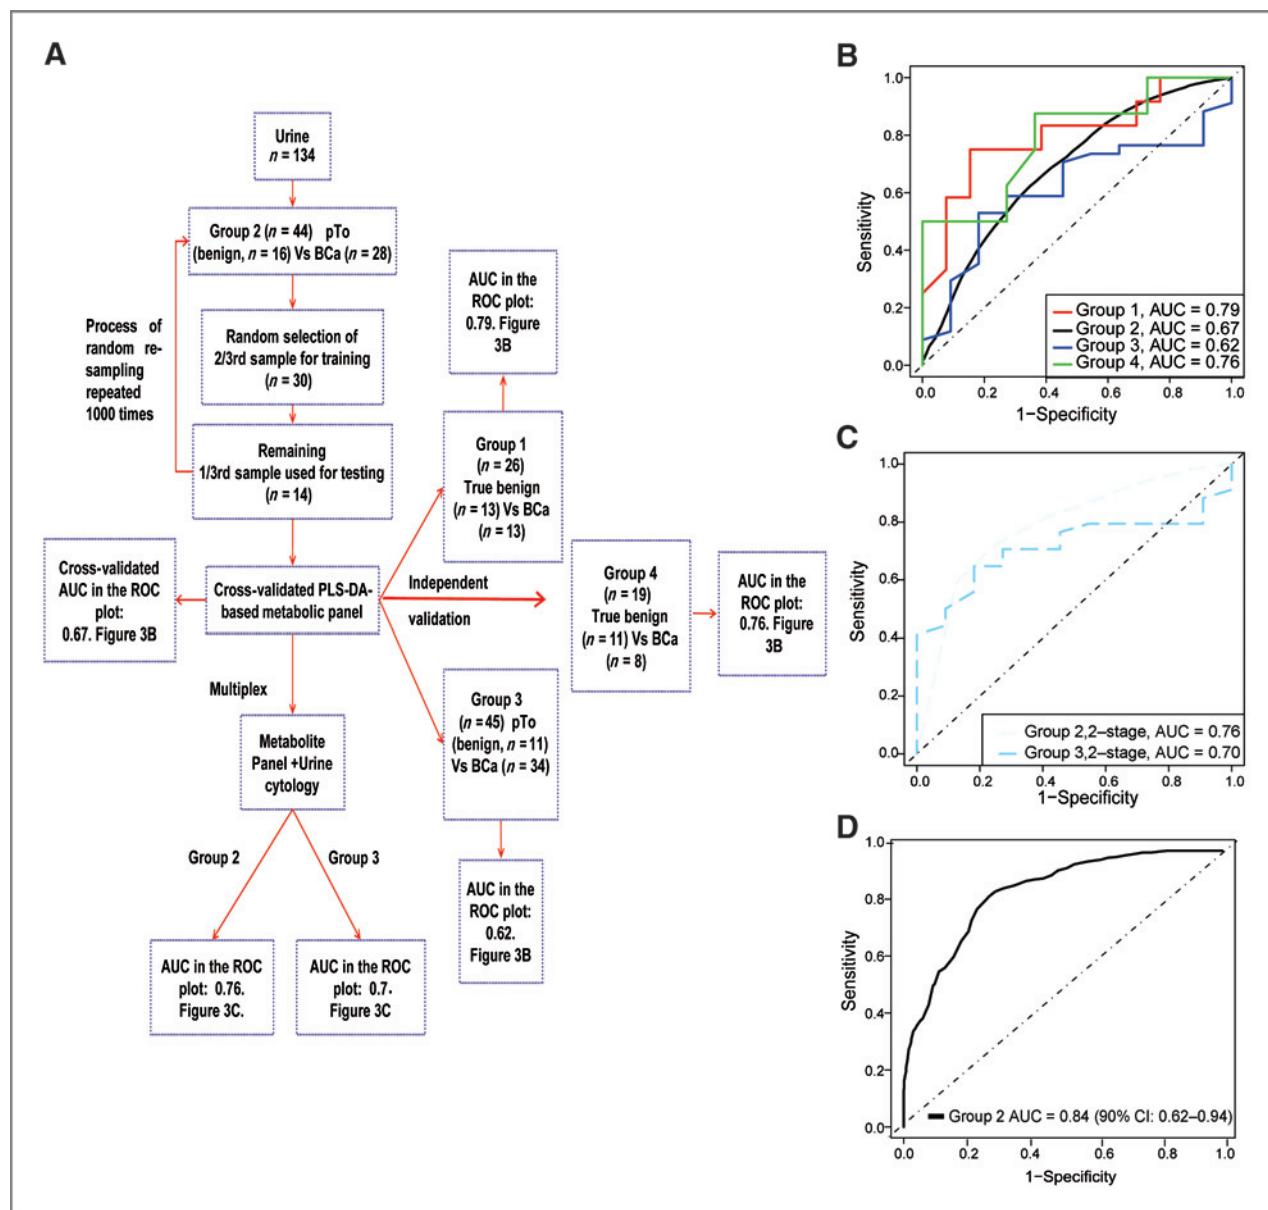 A
Urine
n = 134
Group 2 (n = 44) pTo
(benign, n = 16) Vs BCa (n = 28)
Process of
random re-
sampling
repeated
1000 times
Random selection of
2/3rd sample for training
(n = 30)
Remaining
1/3rd sample used for testing
(n = 14)
Cross-validated
AUC in the ROC
plot:
0.67. Figure 3B
Cross-validated PLS-DA-
based metabolic panel
Multiplex
Metabolite
Panel +Urine
cytology
Group 2
Group 3
AUC in the ROC
plot: 0.76.
Figure 3C.
AUC in the ROC
plot: 0.7.
Figure 3C
AUC in the
ROC plot:
0.79. Figure
3B
Group 1
(n = 26)
True benign
(n = 13) Vs BCa
(n = 13)
Independent
validation
Group 4
(n = 19)
True benign
(n = 11) Vs BCa
(n = 8)
AUC in the
ROC plot:
0.76. Figure
3B
Group 3
(n = 45) pTo
(benign, n = 11)
Vs BCa (n = 34)
AUC in the
ROC plot:
0.62.
Figure 3B
B
Sensitivity
1.0
0.8
0.6
0.4
0.2
0.0
Group 1, AUC = 0.79
Group 2, AUC = 0.67
Group 3, AUC = 0.62
Group 4, AUC = 0.76
0.0 0.2 0.4 0.6 0.8 1.0
1−Specificity
C
Sensitivity
1.0
0.8
0.6
0.4
0.2
0.0
Group 2,2−stage, AUC = 0.76
Group 3,2−stage, AUC = 0.70
0.0 0.2 0.4 0.6 0.8 1.0
1−Specificity
D
Sensitivity
1.0
0.8
0.6
0.4
0.2
0.0
Group 2 AUC = 0.84 (90% CI: 0.62–0.94)
0.0 0.2 0.4 0.6 0.8 1.0
1−Specificity